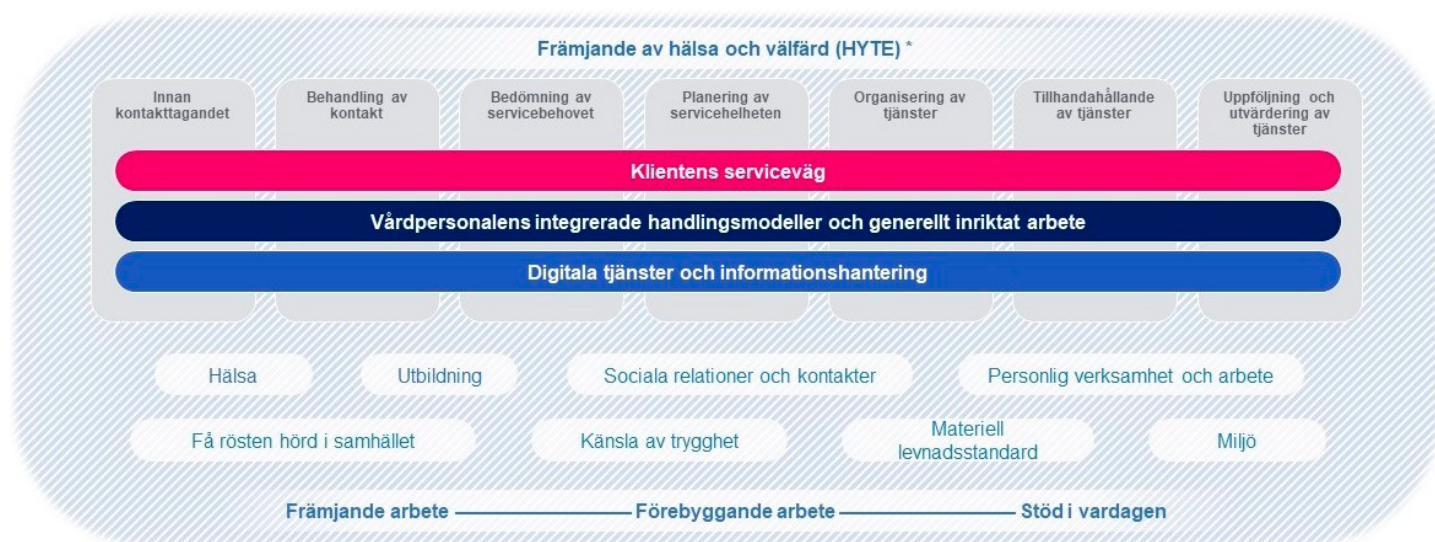 Främjande av hälsa och välfärd (HYTE) *
Innan
kontakttagandet
Behandling av
kontakt
Bedömning av
servicebehovet
Planering av
servicehelheten
Organisering av
tjänster
Tillhandahållande
av tjänster
Uppföljning och
utvärdering av
tjänster
Klientens serviceväg
Vårdpersonalens integrerade handlingsmodeller och generellt inriktat arbete
Digitala tjänster och informationshantering
Hälsa
Utbildning
Sociala relationer och kontakter
Personlig verksamhet och arbete
Få rösten hörd i samhället
Känsla av trygghet
Materiell
levnadsstandard
Miljö
Främjande arbete
Förebyggande arbete
Stöd i vardagen